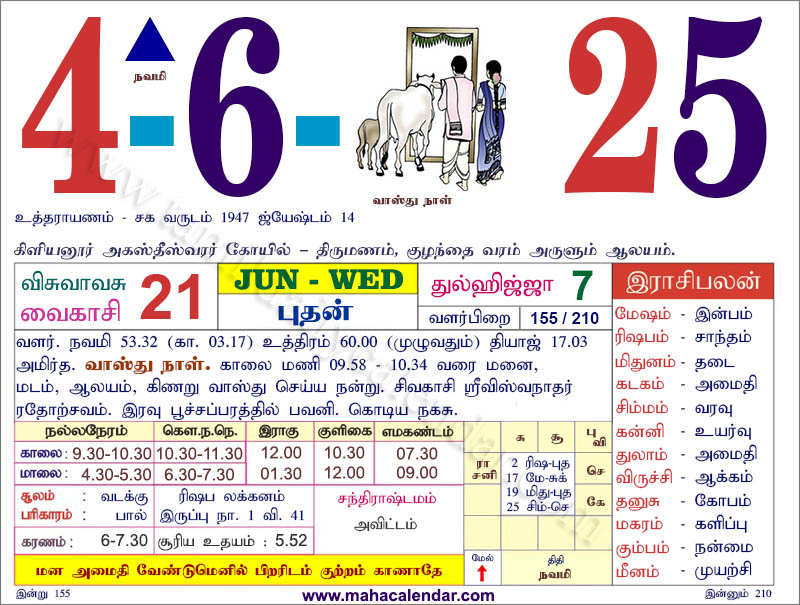 4-6- 25
நவமி
வாஸ்து நாள்
உத்தராயணம் - சக வருடம் 1947 ஜ்யேஷ்டம் 14
கிளியனூர் அகஸ்தீஸ்வரர் கோயில் – திருமணம், குழந்தை வரம் அருளும் ஆலயம்.
விசுவாவசு
வைகாசி 21
JUN - WED
புதன்
துல்ஹிஜ்ஜா 7
வளர்பிறை 155 / 210
வளர். நவமி 53.32 (கா. 03.17) உத்திரம் 60.00 (முழுவதும்) தியாஜ் 17.03
அமிர்த. வாஸ்து நாள். காலை மணி 09.58 - 10.34 வரை மனை,
மடம், ஆலயம், கிணறு வாஸ்து செய்ய நன்று. சிவகாசி ஸ்ரீவிஸ்வநாதர்
ரதோற்சவம். இரவு பூச்சப்பரத்தில் பவனி. கொடிய நகசு.
நல்லநேரம் கௌ.ந.நெ. இராகு குளிகை எமகண்டம்
காலை: 9.30-10.30 10.30-11.30 12.00 10.30 07.30
மாலை: 4.30-5.30 6.30-7.30 01.30 12.00 09.00
சூலம் : வடக்கு ரிஷப லக்கனம் சந்திராஷ்டமம்
பரிகாரம் : பால் இருப்பு நா. 1 வி. 41 அவிட்டம்
கரணம் : 6-7.30 சூரிய உதயம் : 5.52
மன அமைதி வேண்டுமெனில் பிறரிடம் குற்றம் காணாதே
சு சூ பு வி
ரா சனி
2 ரிஷ-புத
17 மே-சுக்
19 மிது-புத
25 சிம்-செ
செ
கே
மேல்
திதி
நவமி
இராசிபலன்
மேஷம் - இன்பம்
ரிஷபம் - சாந்தம்
மிதுனம் - தடை
கடகம் - அமைதி
சிம்மம் - வரவு
கன்னி - உயர்வு
துலாம் - அமைதி
விருச்சி - ஆக்கம்
தனுசு - கோபம்
மகரம் - களிப்பு
கும்பம் - நன்மை
மீனம் - முயற்சி
இன்று 155
www.mahacalendar.com
இன்னும் 210